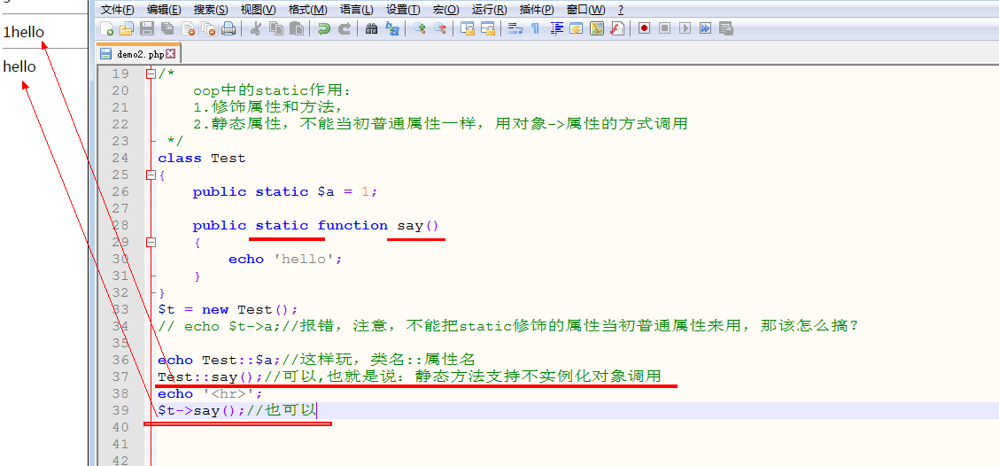 1hello
hello
文件(F) 编辑(E) 搜索(S) 视图(V) 格式(M) 语言(L) 设置(T) 宏(O) 运行(R) 插件(P) 窗口(W) ?
demo2.php
19 /*
20 oop中的static作用：
21 1.修饰属性和方法，
22 2.静态属性，不能当初普通属性一样，用对象->属性的方式调用
23 */
24 class Test
25 {
26 public static $a = 1;
27
28 public static function say()
29 {
30 echo 'hello';
31 }
32 }
33 $t = new Test();
34 // echo $t->a;//报错，注意，不能把static修饰的属性当初普通属性来用，那该怎么搞？
35
36 echo Test::$a;//这样玩，类名::属性名
37 Test::say();//可以,也就是说：静态方法支持不实例化对象调用
38 echo '<hr>';
39 $t->say();//也可以
40
41
42